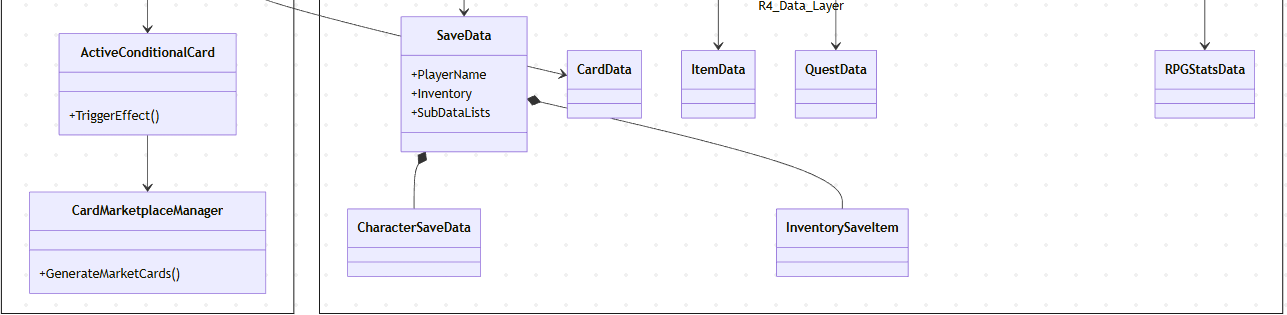 R4_Data_Layer
ActiveConditionalCard
+TriggerEffect()
CardMarketplaceManager
+GenerateMarketCards()
SaveData
+PlayerName
+Inventory
+SubDataLists
CardData
ItemData
QuestData
RPGStatsData
CharacterSaveData
InventorySaveItem